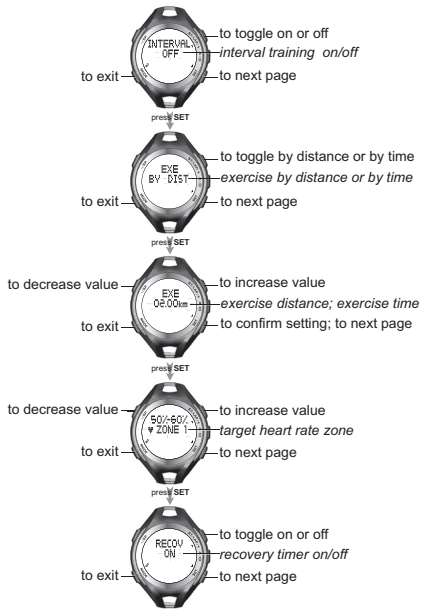 to toggle on or off
INTERVAL
OFF
interval training on/off
to exit
to next page
press SET
to toggle by distance or by time
EXE
BY DIST
exercise by distance or by time
to exit
to next page
press SET
to decrease value
to increase value
EXE
02.00km
exercise distance; exercise time
to exit
to confirm setting; to next page
press SET
to decrease value
to increase value
50%-60%
♥ ZONE 1
target heart rate zone
to exit
to next page
press SET
to toggle on or off
RECOV
ON
recovery timer on/off
to exit
to next page